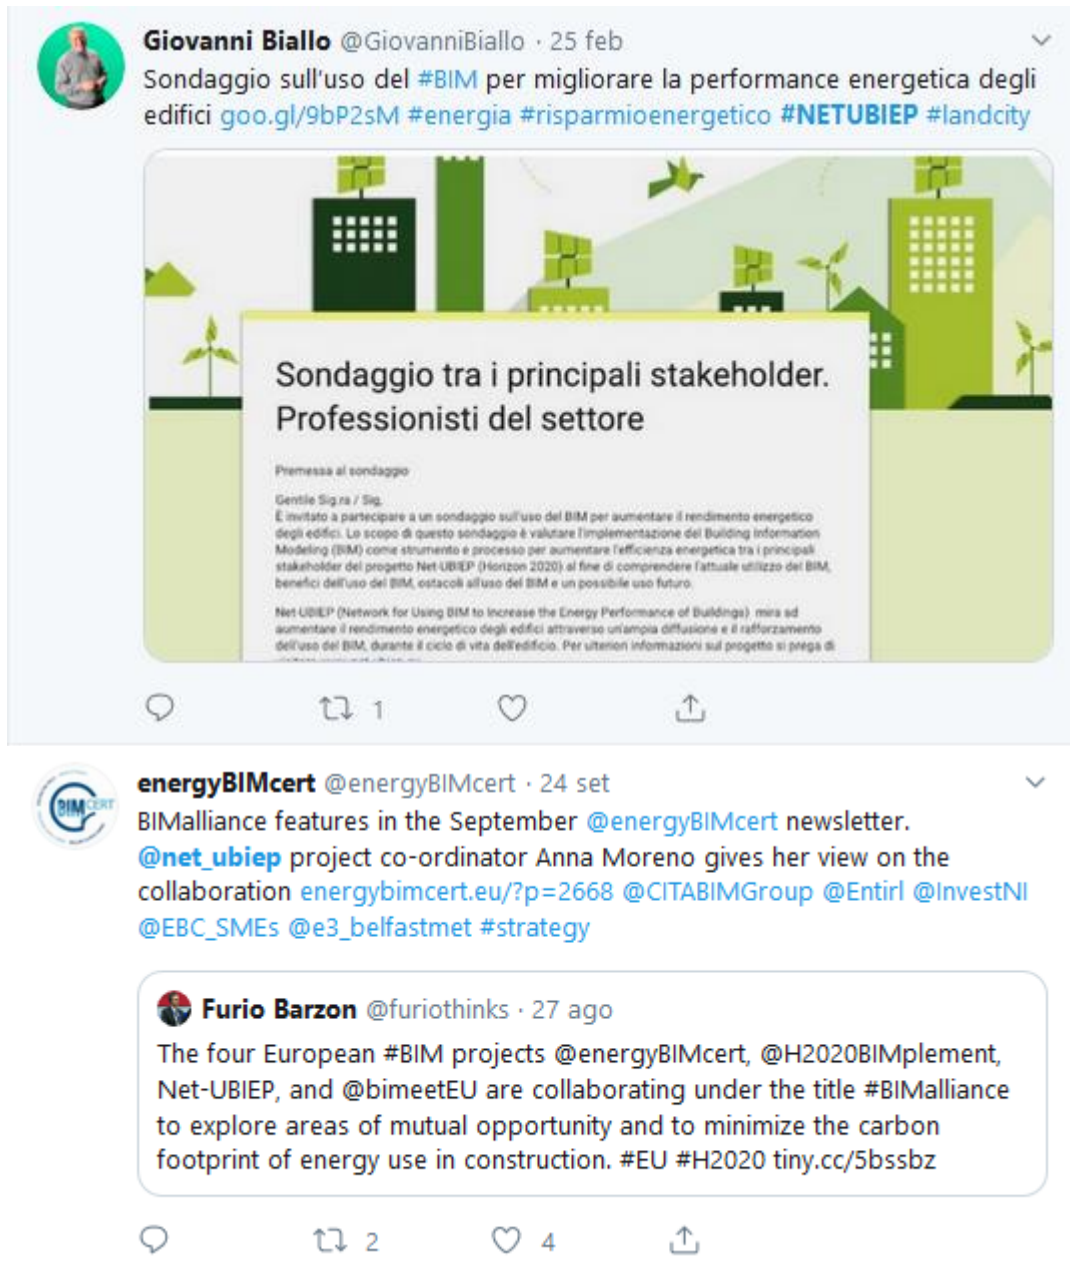 Giovanni Biallo @GiovanniBiallo · 25 feb
Sondaggio sull'uso del #BIM per migliorare la performance energetica degli
edifici goo.gl/9bP2sM #energia #risparmioenergetico #NETUBIEP #landcity
Sondaggio tra i principali stakeholder.
Professionisti del settore
Premessa al sondaggio
Gentile Sig.ra / Sig.
È invitato a partecipare a un sondaggio sull'uso del BIM per aumentare il rendimento energetico
degli edifici. Lo scopo di questo sondaggio è valutare l'implementazione del Building Information
Modeling (BIM) come strumento e processo per aumentare l'efficienza energetica tra i principali
stakeholder del progetto Net-UBIEP (Horizon 2020) al fine di comprendere l'attuale utilizzo del BIM,
benefici dell'uso del BIM, ostacoli all'uso del BIM e un possibile uso futuro.
Net-UBIEP (Network for Using BIM to Increase the Energy Performance of Buildings) mira ad
aumentare il rendimento energetico degli edifici attraverso un'ampia diffusione e il rafforzamento
dell'uso del BIM, durante il ciclo di vita dell'edificio. Per ulteriori informazioni sul progetto si prega di
1
BIMCERT
energyBIMcert @energyBIMcert · 24 set
BIMalliance features in the September @energyBIMcert newsletter.
@net_ubiep project co-ordinator Anna Moreno gives her view on the
collaboration energybimcert.eu/?p=2668 @CITABIMGroup @Entirl @InvestNI
@EBC_SMEs @e3_belfastmet #strategy
Furio Barzon @furiothinks · 27 ago
The four European #BIM projects @energyBIMcert, @H2020BIMplement,
Net-UBIEP, and @bimeetEU are collaborating under the title #BIMalliance
to explore areas of mutual opportunity and to minimize the carbon
footprint of energy use in construction. #EU #H2020 tiny.cc/5bssbz
2 4